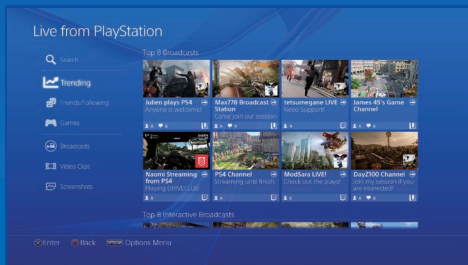 Live from PlayStation
Search
Trending
Friends/Following
Games
Broadcasts
Video Clips
Screenshots
Top 8 Broadcasts
Julien plays PS4
Anyone is welcome!
Max778 Broadcast
Station
Come join our session
tetsumegane LIVE
Need Support!
James 45's Game
Channel
Naomi Streaming
from PS4
Playing DRIVECLUB
PS4 Channel
Streaming until finish
ModSara LIVE!
Check out the plays!
DayZ100 Channel
Join my session if you
are interested!
Top 8 Interactive Broadcasts
Enter Back OPTIONS Options Menu